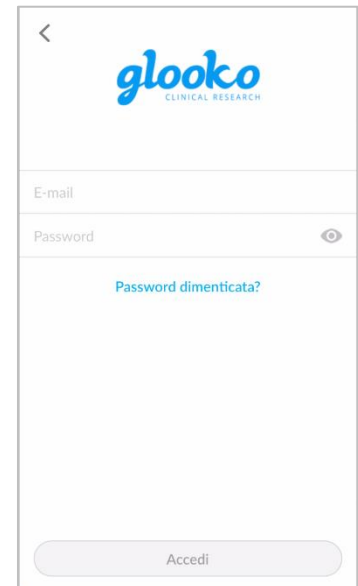 glooko
CLINICAL RESEARCH
E-mail
Password
Password dimenticata?
Accedi